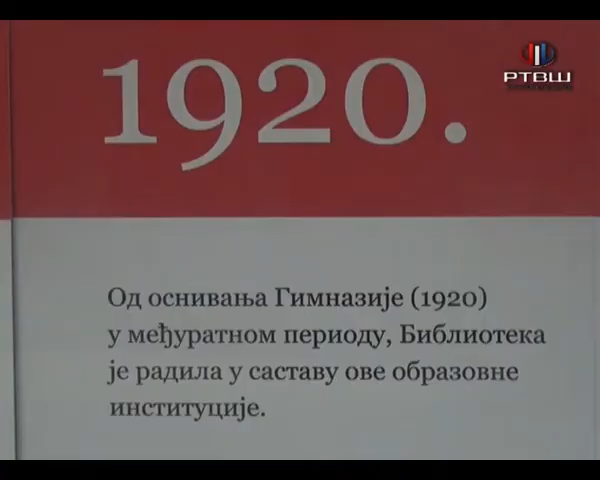 1920.
РТВШ
Од оснивања Гимназије (1920)
у међуратном периоду, Библиотека
је радила у саставу ове образовне
институције.